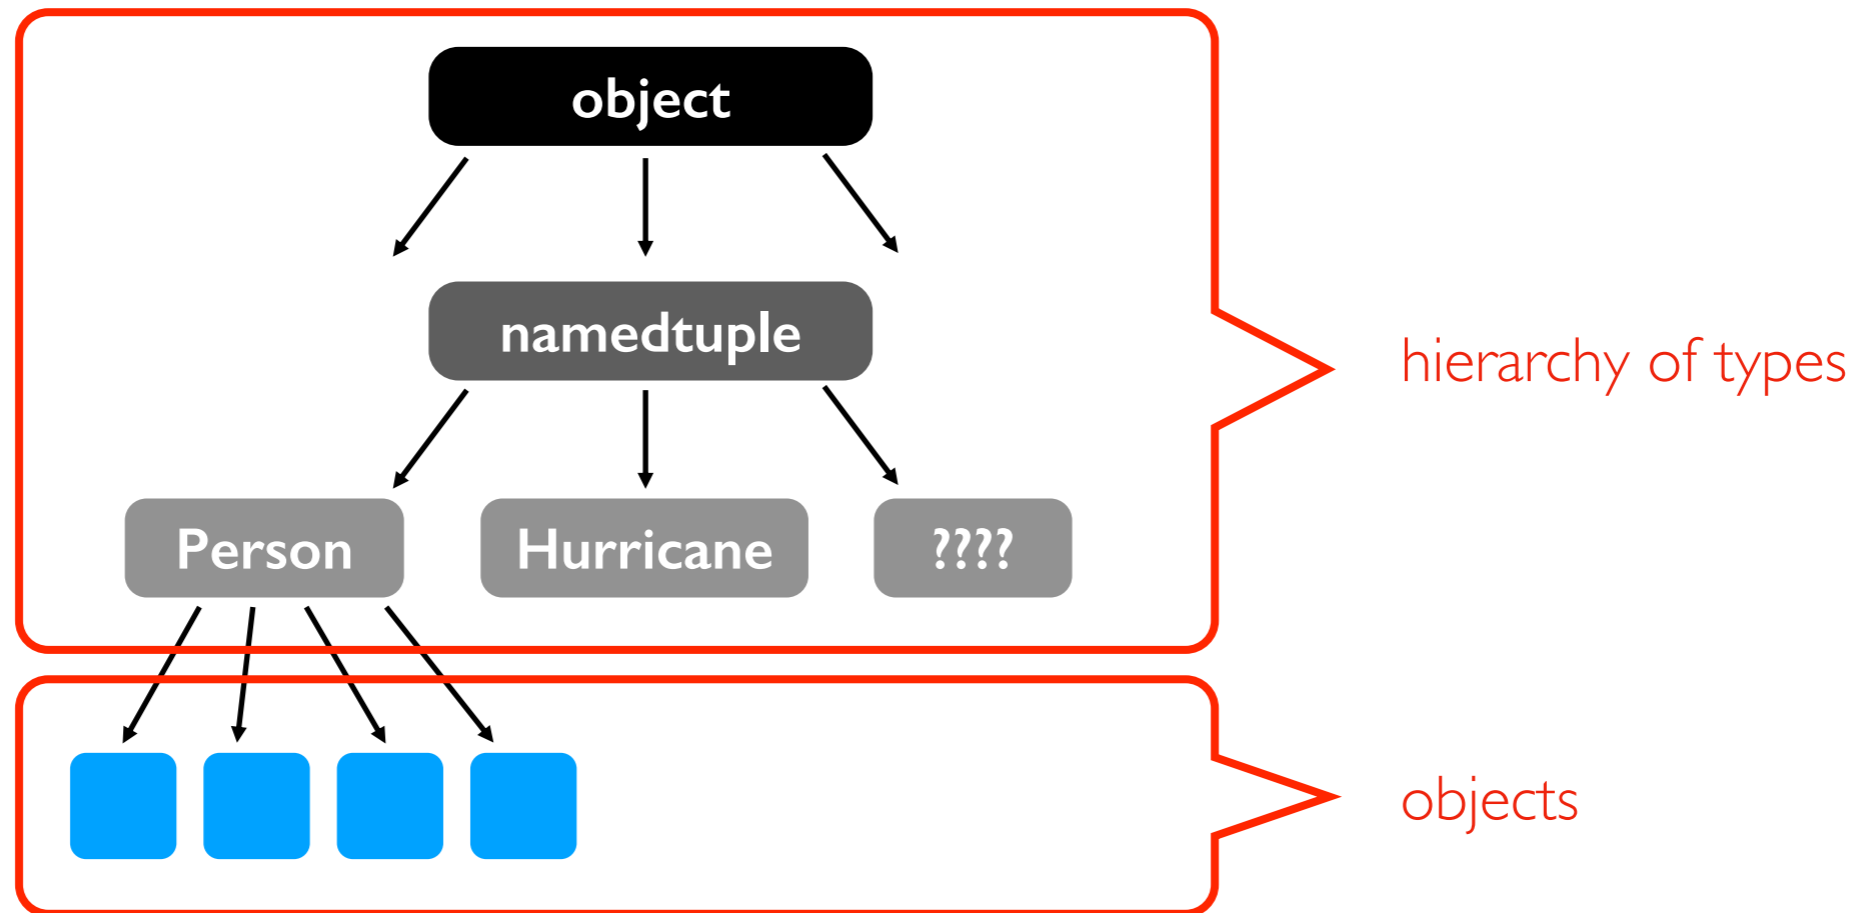 object
namedtuple
hierarchy of types
Person
Hurricane
????
objects